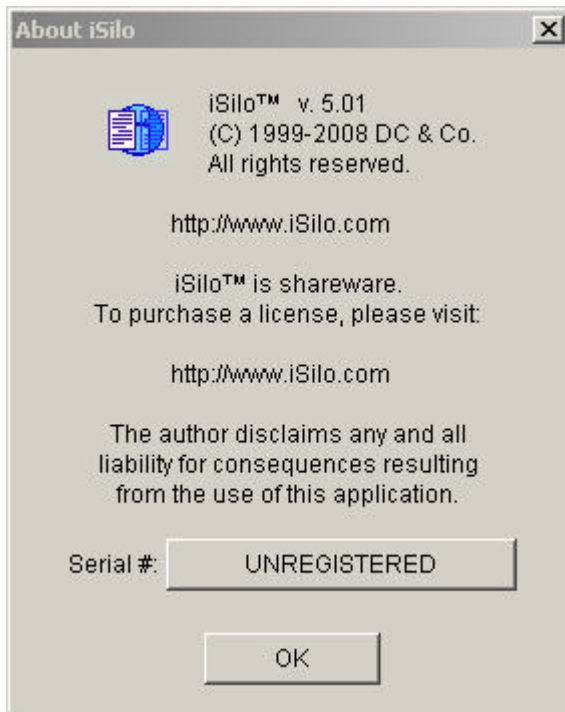 About iSilo
iSilo™ v. 5.01
(C) 1999-2008 DC & Co.
All rights reserved.
http://www.iSilo.com
iSilo™ is shareware.
To purchase a license, please visit:
http://www.iSilo.com
The author disclaims any and all
liability for consequences resulting
from the use of this application.
Serial #: UNREGISTERED
OK